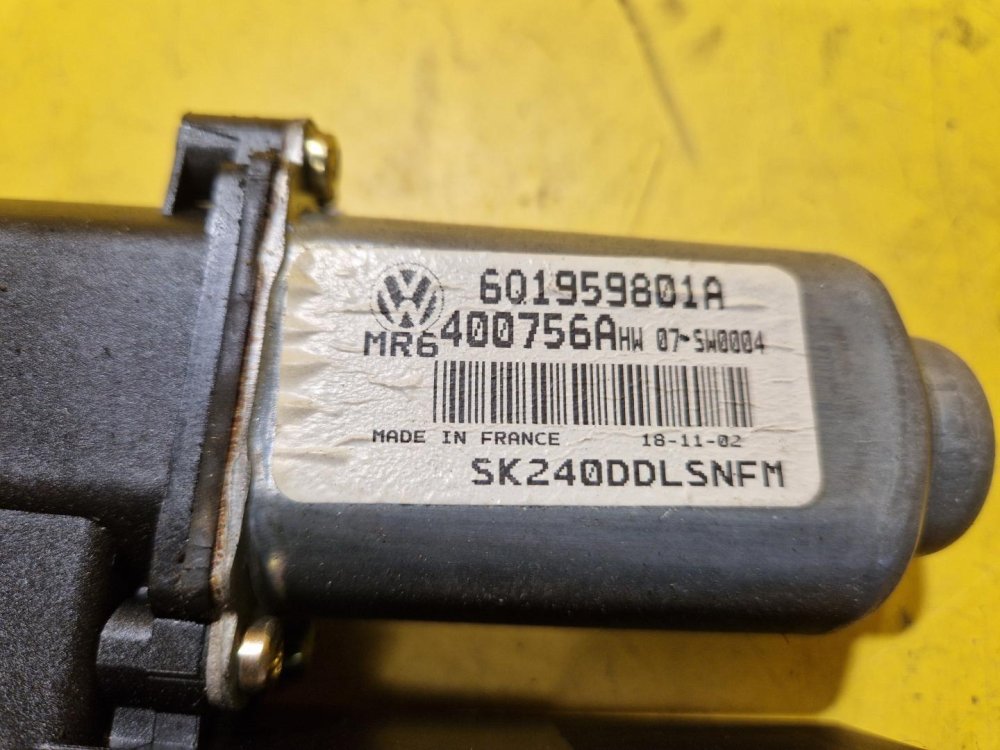 6Q1959801A
MR6 400756A HW 07-SW0004
MADE IN FRANCE 18-11-02
SK240DDLSNFM